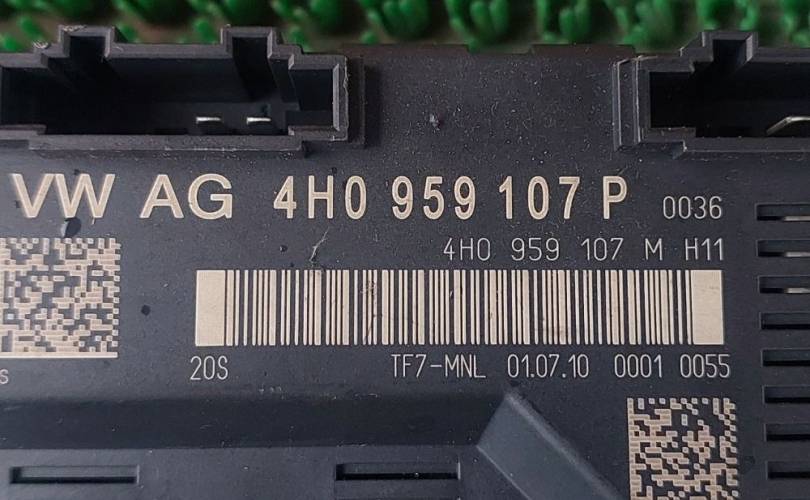 VW AG 4H0 959 107 P 0036
4H0 959 107 M H11
20S TF7-MNL 01.07.10 0001 0055